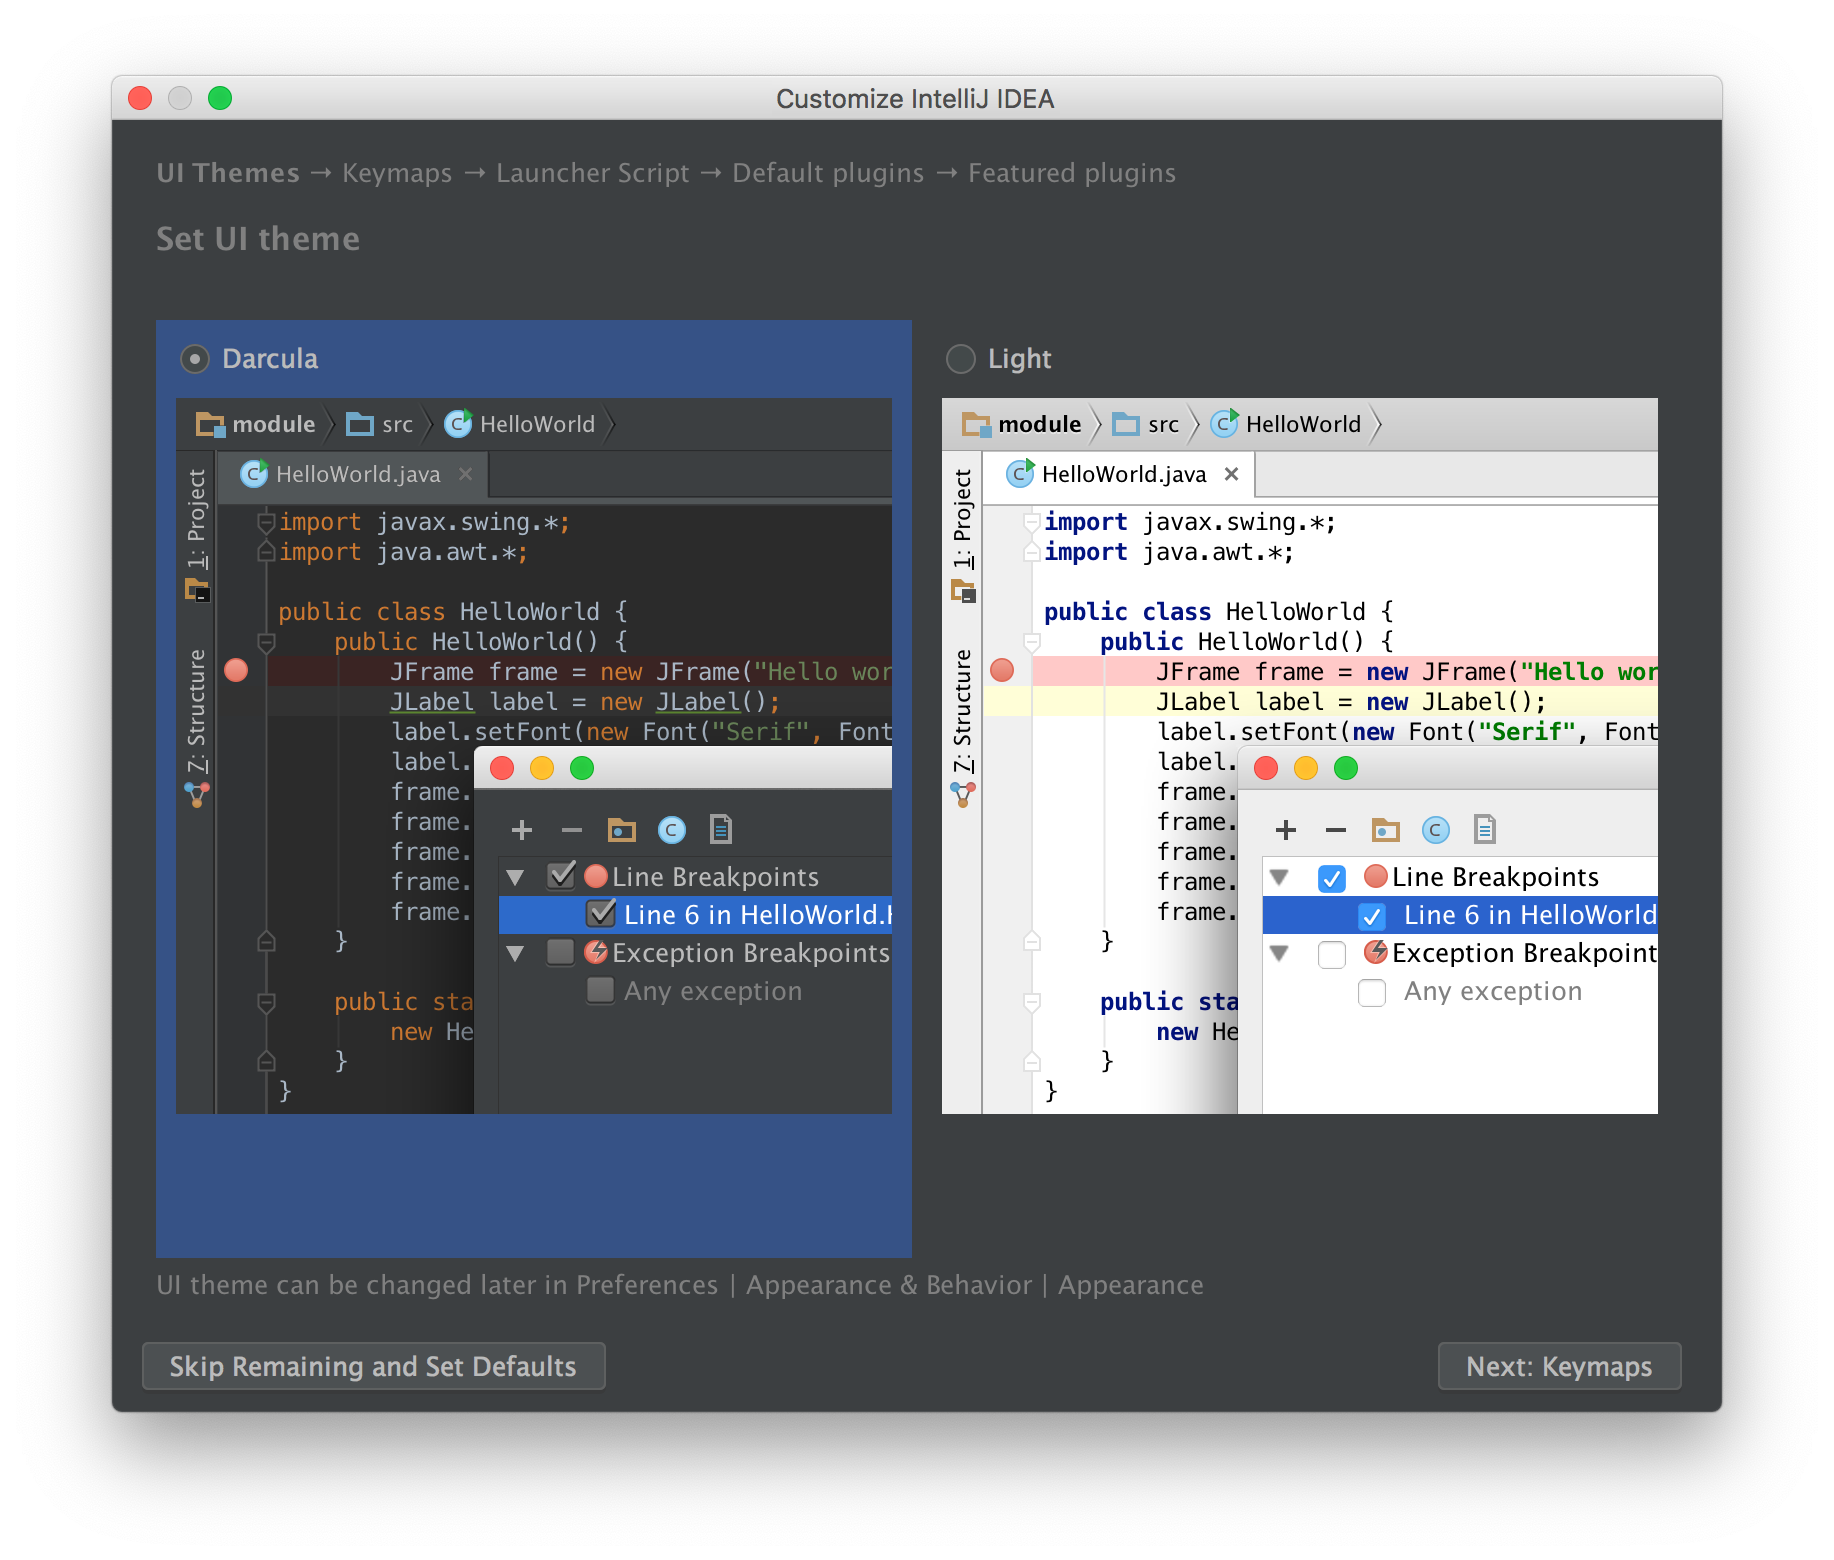 Customize IntelliJ IDEA
UI Themes → Keymaps → Launcher Script → Default plugins → Featured plugins
Set UI theme
Darcula
module src HelloWorld
HelloWorld.java
1: Project
7: Structure
import javax.swing.*;
import java.awt.*;
public class HelloWorld {
public HelloWorld() {
JFrame frame = new JFrame("Hello wor
JLabel label = new JLabel();
label.setFont(new Font("Serif", Font
label.
frame.
frame.
frame.
frame.
frame.
}
public sta
new He
}
}
Line Breakpoints
Line 6 in HelloWorld.H
Exception Breakpoints
Any exception
Light
module src HelloWorld
HelloWorld.java
1: Project
7: Structure
import javax.swing.*;
import java.awt.*;
public class HelloWorld {
public HelloWorld() {
JFrame frame = new JFrame("Hello wor
JLabel label = new JLabel();
label.setFont(new Font("Serif", Font
label.
frame.
frame.
frame.
frame.
frame.
}
public sta
new He
}
}
Line Breakpoints
Line 6 in HelloWorld
Exception Breakpoint
Any exception
UI theme can be changed later in Preferences | Appearance & Behavior | Appearance
Skip Remaining and Set Defaults
Next: Keymaps